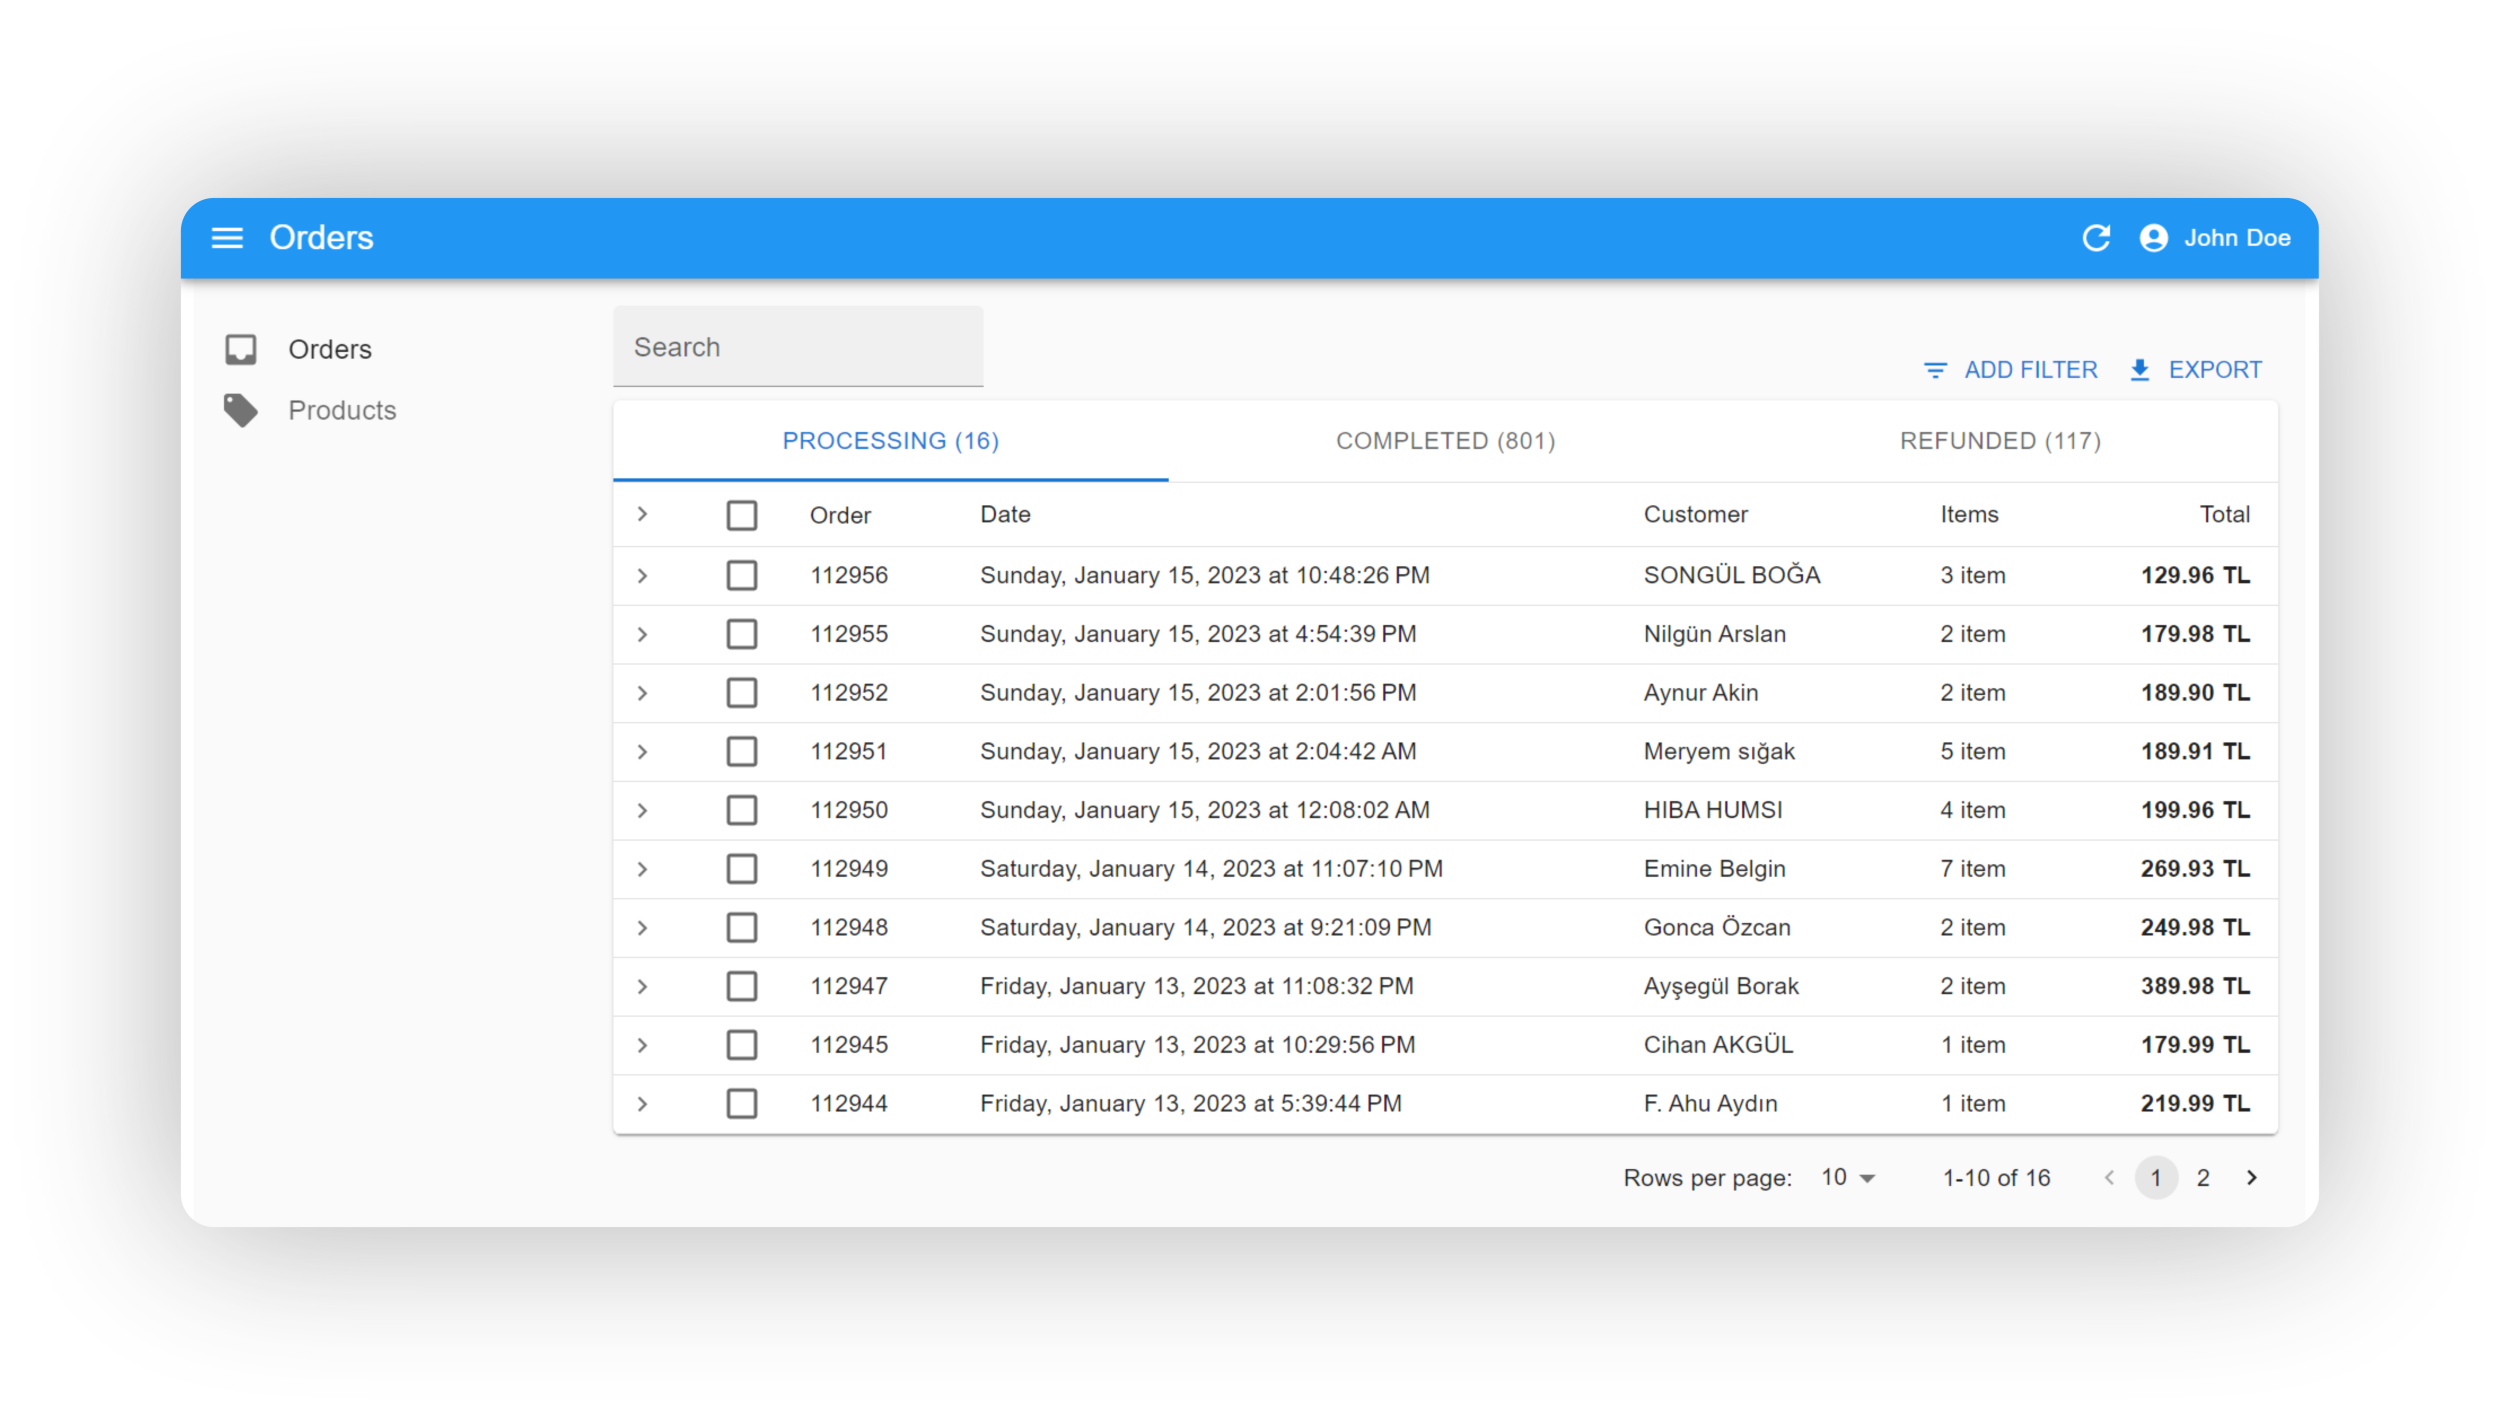 Orders
John Doe
Orders
Products
Search
ADD FILTER EXPORT
PROCESSING (16) COMPLETED (801) REFUNDED (117)
Order Date Customer Items Total
112956 Sunday, January 15, 2023 at 10:48:26 PM SONGÜL BOĞA 3 item 129.96 TL
112955 Sunday, January 15, 2023 at 4:54:39 PM Nilgün Arslan 2 item 179.98 TL
112952 Sunday, January 15, 2023 at 2:01:56 PM Aynur Akin 2 item 189.90 TL
112951 Sunday, January 15, 2023 at 2:04:42 AM Meryem sığak 5 item 189.91 TL
112950 Sunday, January 15, 2023 at 12:08:02 AM HIBA HUMSI 4 item 199.96 TL
112949 Saturday, January 14, 2023 at 11:07:10 PM Emine Belgin 7 item 269.93 TL
112948 Saturday, January 14, 2023 at 9:21:09 PM Gonca Özcan 2 item 249.98 TL
112947 Friday, January 13, 2023 at 11:08:32 PM Ayşegül Borak 2 item 389.98 TL
112945 Friday, January 13, 2023 at 10:29:56 PM Cihan AKGÜL 1 item 179.99 TL
112944 Friday, January 13, 2023 at 5:39:44 PM F. Ahu Aydın 1 item 219.99 TL
Rows per page: 10 1-10 of 16 1 2